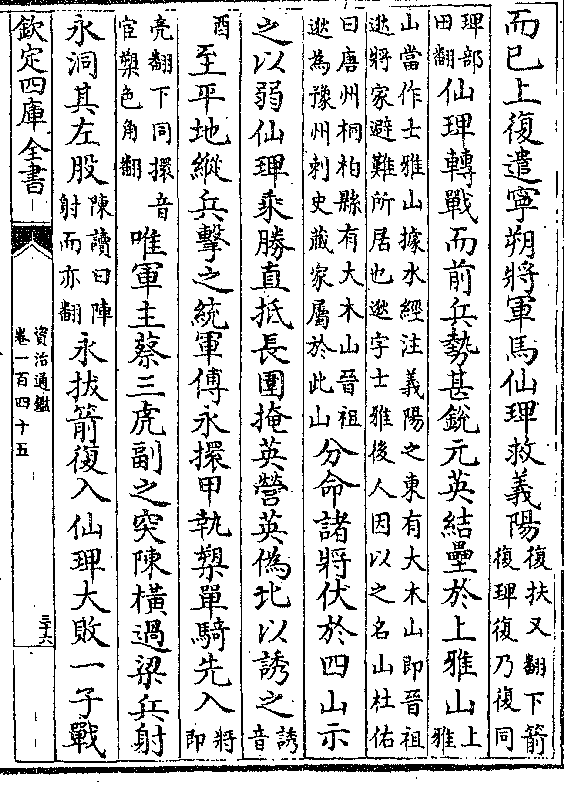 而已上復遣寧朔將軍馬仙琕救義陽
復扶又翻下箭
復琕復乃復同
琕部
田翻
仙琕轉戰而前兵勢甚銳元英結壘於上雅山
上
雅
山當作士雅山據水經注義陽之東有大木山即晉祖
逖將家避難所居也逖字士雅後人因以之名山杜佑
曰唐州桐柏縣有大木山晉祖
逖為豫州刺史藏家屬於此山
分命諸將伏於四山示
之以弱仙琕乘勝直抵長圍掩英營英偽北以誘之
誘
音
酉
至平地縱兵擊之統軍傅永擐甲執槊單騎先入
將
即
亮翻下同擐音
宦槊色角翻
唯軍主蔡三虎副之突陳橫過梁兵射
永洞其左股
陳讀曰陣
射而亦翻
永拔箭復入仙琕大敗一子戰
欽定四庫全書
資治通鑑
卷一百四十五
三十六